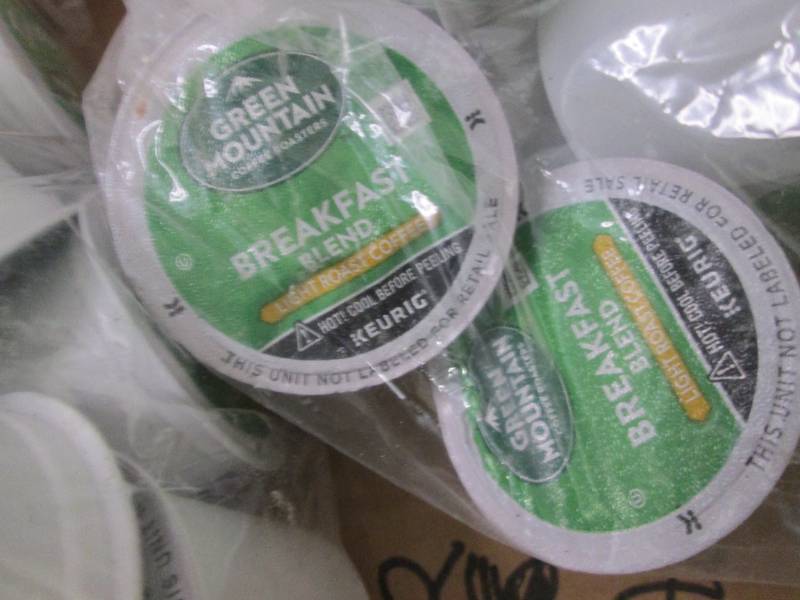 GREEN
MOUNTAIN
COFFEE ROASTERS
BREAKFAST
BLEND
LIGHT ROAST COFFEE
HOT! COOL BEFORE PEELING
KEURIG
THIS UNIT NOT LABELED FOR RETAIL SALE
K
K
U
GREEN
MOUNTAIN
COFFEE ROASTERS
BREAKFAST
BLEND
LIGHT ROAST COFFEE
HOT! COOL BEFORE PEELING
KEURIG
THIS UNIT NOT LABELED FOR RETAIL SALE
K
U